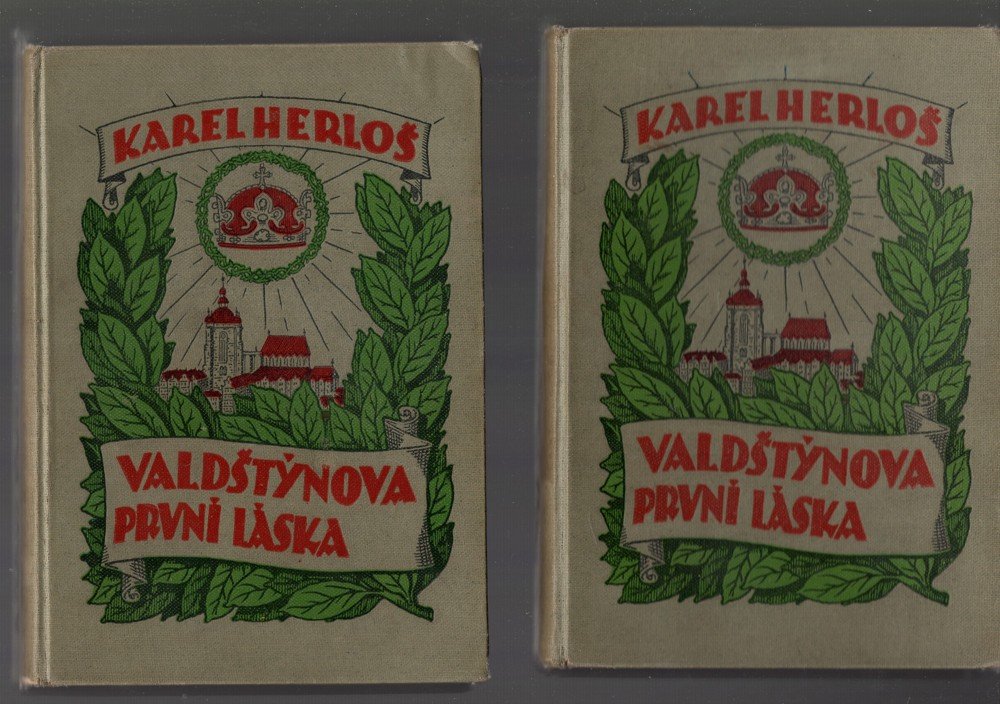 KAREL HERLOŠ
VALDŠTÝNOVA
PRVNÍ LÁSKA
KAREL HERLOŠ
VALDŠTÝNOVA
PRVNÍ LÁSKA